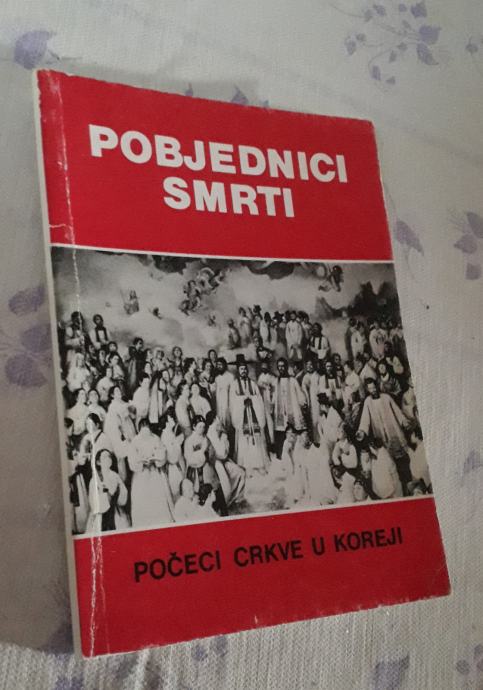 POBJEDNICI
SMRTI
POČECI CRKVE U KOREJI